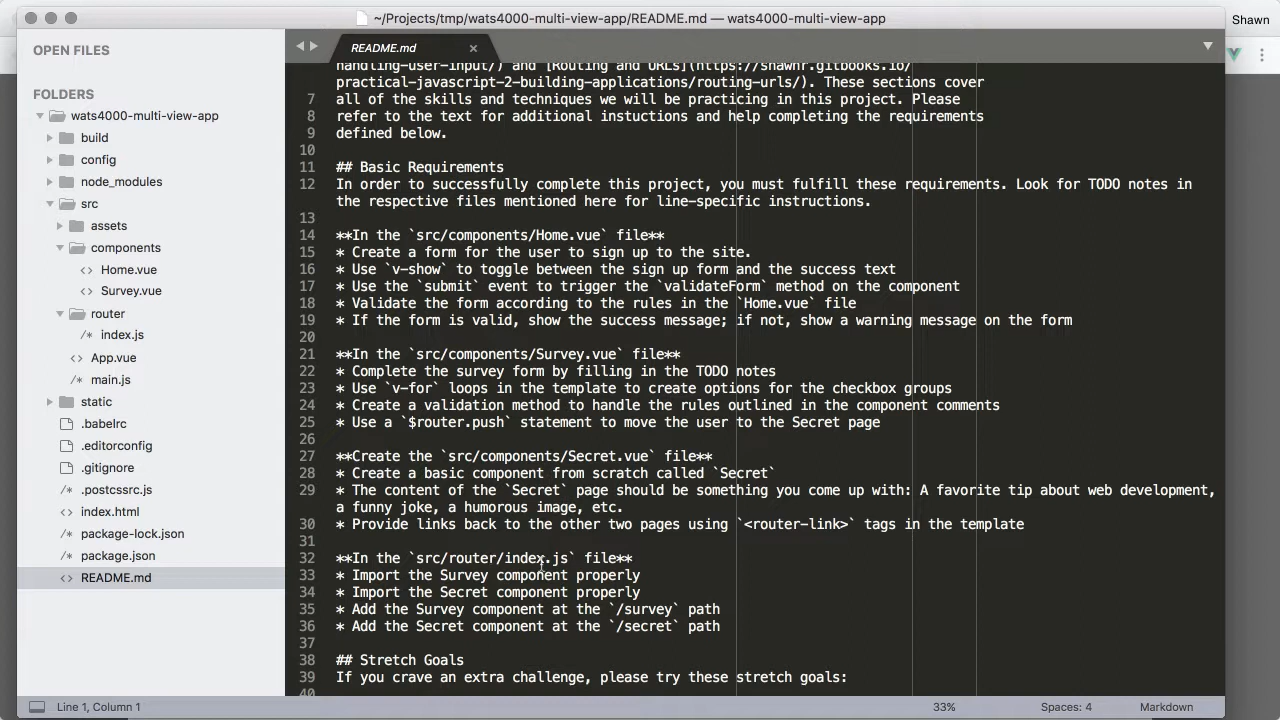 ~/Projects/tmp/wats4000-multi-view-app/README.md — wats4000-multi-view-app
Shawn
OPEN FILES
FOLDERS
wats4000-multi-view-app
build
config
node_modules
src
assets
components
Home.vue
Survey.vue
router
index.js
App.vue
main.js
static
.babelrc
.editorconfig
.gitignore
.postcssrc.js
index.html
package-lock.json
package.json
README.md
README.md
handling-user-input/) and [Routing and URLs](https://shawnr.gitbooks.io/
practical-javascript-2-building-applications/routing-urls/). These sections cover
7 all of the skills and techniques we will be practicing in this project. Please
8 refer to the text for additional instuctions and help completing the requirements
9 defined below.
10
11 ## Basic Requirements
12 In order to successfully complete this project, you must fulfill these requirements. Look for TODO notes in
the respective files mentioned here for line-specific instructions.
13
14 **In the `src/components/Home.vue` file**
15 * Create a form for the user to sign up to the site.
16 * Use `v-show` to toggle between the sign up form and the success text
17 * Use the `submit` event to trigger the `validateForm` method on the component
18 * Validate the form according to the rules in the `Home.vue` file
19 * If the form is valid, show the success message; if not, show a warning message on the form
20
21 **In the `src/components/Survey.vue` file**
22 * Complete the survey form by filling in the TODO notes
23 * Use `v-for` loops in the template to create options for the checkbox groups
24 * Create a validation method to handle the rules outlined in the component comments
25 * Use a `$router.push` statement to move the user to the Secret page
26
27 **Create the `src/components/Secret.vue` file**
28 * Create a basic component from scratch called `Secret`
29 * The content of the `Secret` page should be something you come up with: A favorite tip about web development,
a funny joke, a humorous image, etc.
30 * Provide links back to the other two pages using `<router-link>` tags in the template
31
32 **In the `src/router/index.js` file**
33 * Import the Survey component properly
34 * Import the Secret component properly
35 * Add the Survey component at the `/survey` path
36 * Add the Secret component at the `/secret` path
37
38 ## Stretch Goals
39 If you crave an extra challenge, please try these stretch goals:
40
Line 1, Column 1
33%
Spaces: 4
Markdown